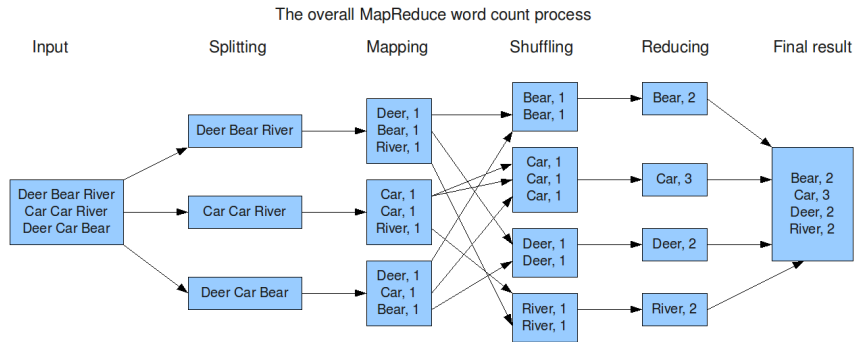 The overall MapReduce word count process
Input
Splitting
Mapping
Shuffling
Reducing
Final result
Deer Bear River
Car Car River
Deer Car Bear
Deer Bear River
Car Car River
Deer Car Bear
Deer, 1
Bear, 1
River, 1
Car, 1
Car, 1
River, 1
Deer, 1
Car, 1
Bear, 1
Bear, 1
Bear, 1
Car, 1
Car, 1
Car, 1
Deer, 1
Deer, 1
River, 1
River, 1
Bear, 2
Car, 3
Deer, 2
River, 2
Bear, 2
Car, 3
Deer, 2
River, 2